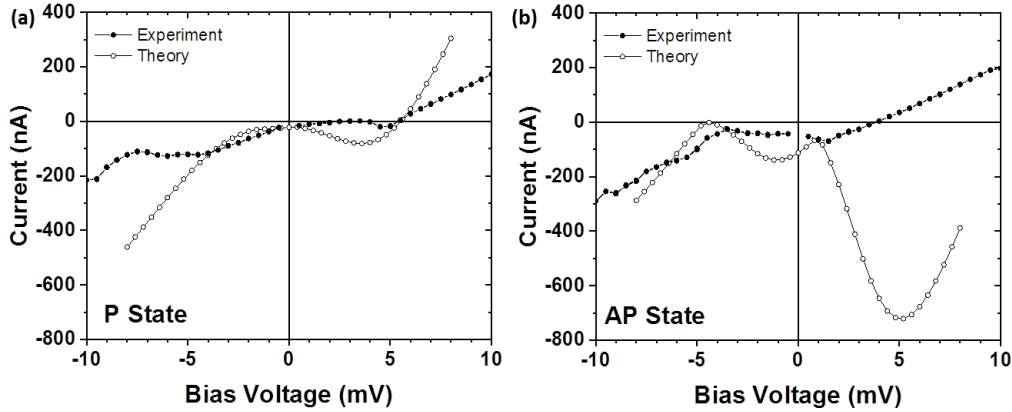 (a)
400
200
0
-200
-400
-600
-800
Current (nA)
Experiment
Theory
P State
-10 -5 0 5 10
Bias Voltage (mV)
(b)
400
200
0
-200
-400
-600
-800
Current (nA)
Experiment
Theory
AP State
-10 -5 0 5 10
Bias Voltage (mV)